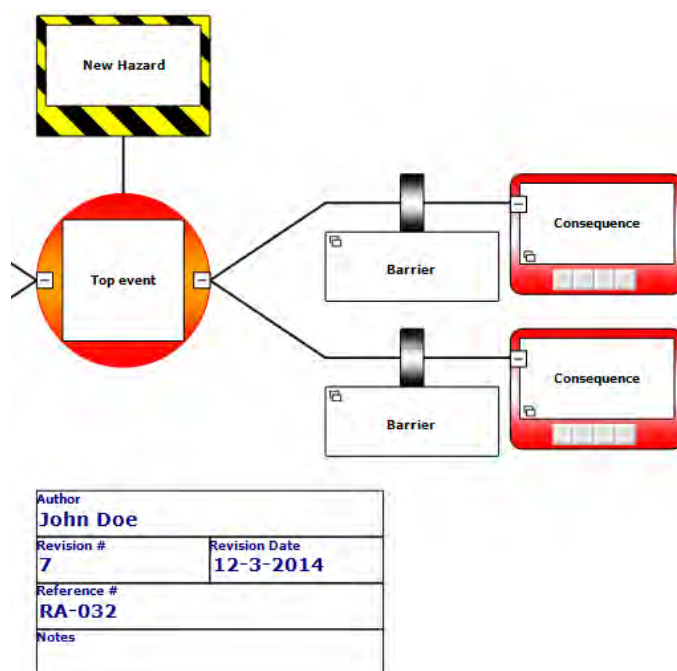 New Hazard
Top event
Barrier
Consequence
Barrier
Consequence
Author
John Doe
Revision #
7
Revision Date
12-3-2014
Reference #
RA-032
Notes